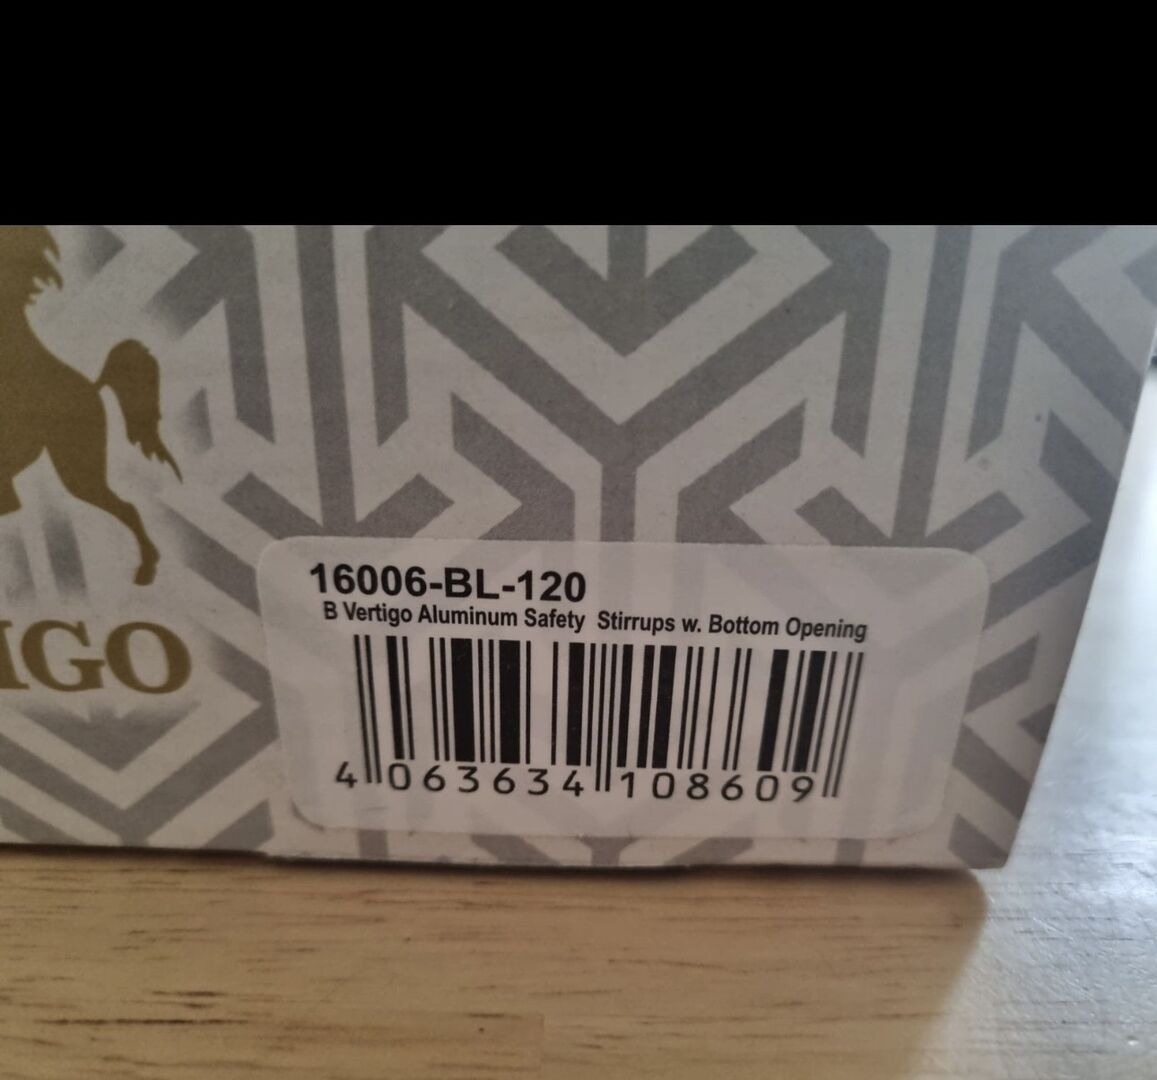 IGO
16006-BL-120
B Vertigo Aluminum Safety Stirrups w. Bottom Opening
4 063634 108609